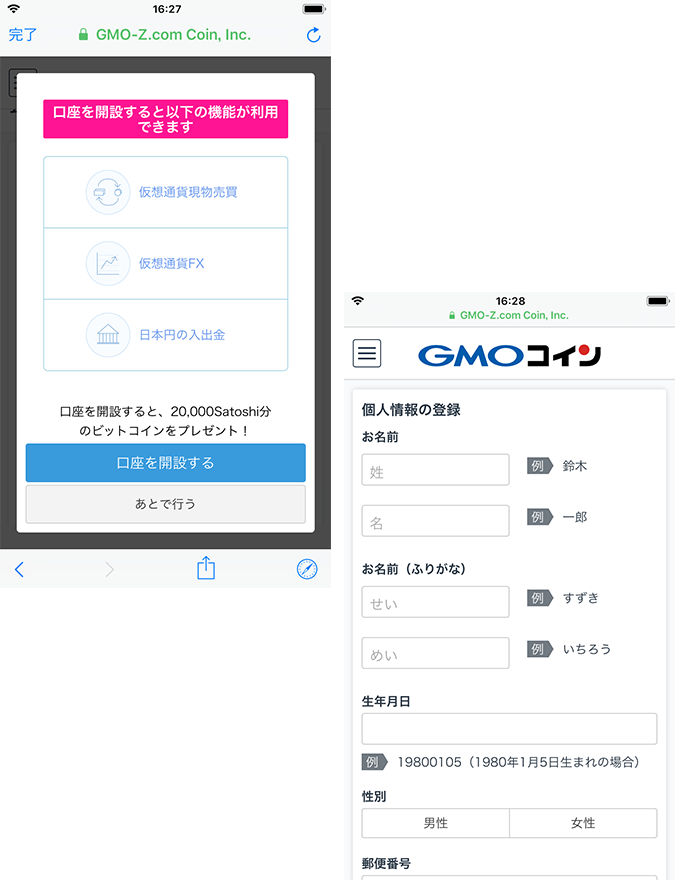 16:27
完了
GMO-Z.com Coin, Inc.
口座を開設すると以下の機能が利用
できます
仮想通貨現物売買
仮想通貨FX
日本円の入出金
口座を開設すると、20,000Satoshi分
のビットコインをプレゼント！
口座を開設する
あとで行う
16:28
GMO-Z.com Coin, Inc.
GMOコイン
個人情報の登録
お名前
姓 例 鈴木
名 例 一郎
お名前（ふりがな）
せい 例 すずき
めい 例 いちろう
生年月日
例 19800105（1980年1月5日生まれの場合）
性別
男性 女性
郵便番号